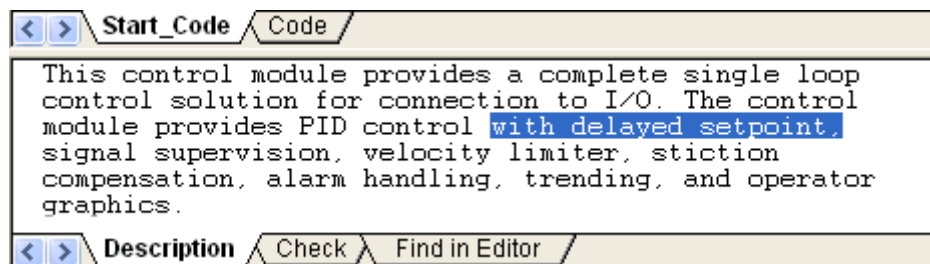 Start_Code Code
This control module provides a complete single loop
control solution for connection to I/O. The control
module provides PID control with delayed setpoint,
signal supervision, velocity limiter, stiction
compensation, alarm handling, trending, and operator
graphics.
Description Check Find in Editor